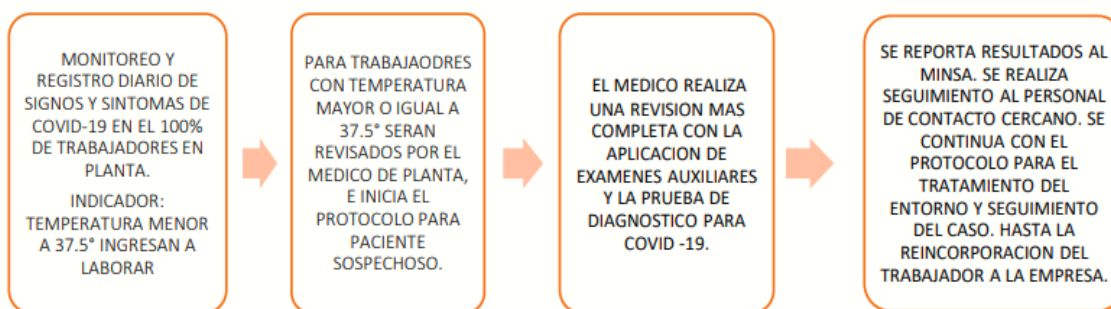 MONITOREO Y
REGISTRO DIARIO DE
SIGNOS Y SINTOMAS DE
COVID-19 EN EL 100%
DE TRABAJADORES EN
PLANTA.
INDICADOR:
TEMPERATURA MENOR
A 37.5° INGRESAN A
LABORAR
PARA TRABAJAODRES
CON TEMPERATURA
MAYOR O IGUAL A
37.5° SERAN
REVISADOS POR EL
MEDICO DE PLANTA,
E INICIA EL
PROTOCOLO PARA
PACIENTE
SOSPECHOSO.
EL MEDICO REALIZA
UNA REVISION MAS
COMPLETA CON LA
APLICACION DE
EXAMENES AUXILIARES
Y LA PRUEBA DE
DIAGNOSTICO PARA
COVID -19.
SE REPORTA RESULTADOS AL
MINSA. SE REALIZA
SEGUIMIENTO AL PERSONAL
DE CONTACTO CERCANO. SE
CONTINUA CON EL
PROTOCOLO PARA EL
TRATAMIENTO DEL
ENTORNO Y SEGUIMIENTO
DEL CASO. HASTA LA
REINCORPORACION DEL
TRABAJADOR A LA EMPRESA.